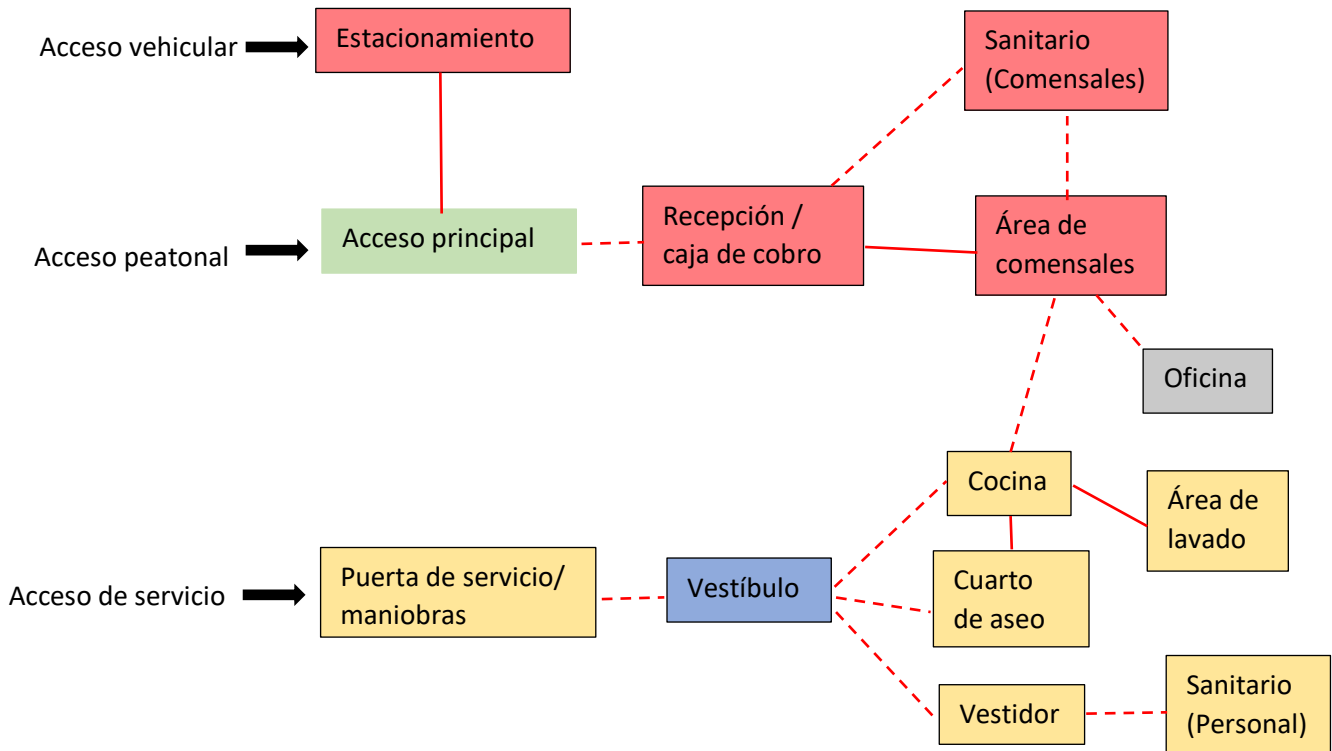 Acceso vehicular
Estacionamiento
Sanitario
(Comensales)
Acceso peatonal
Acceso principal
Recepción /
caja de cobro
Área de
comensales
Oficina
Cocina
Área de
lavado
Acceso de servicio
Puerta de servicio/
maniobras
Vestíbulo
Cuarto
de aseo
Vestidor
Sanitario
(Personal)